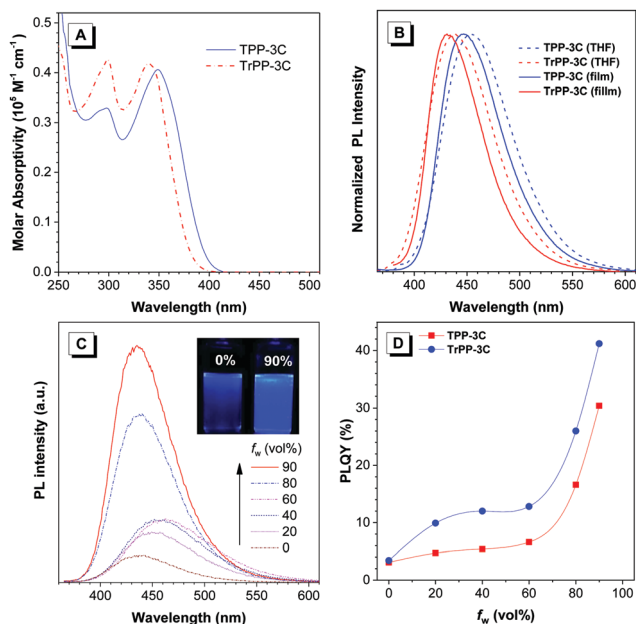 A
TPP-3C
TrPP-3C
0.4
0.3
0.2
0.1
0.0
250 300 350 400 450 500
Wavelength (nm)
Molar Absorptivity (10⁵ M⁻¹ cm⁻¹)
B
TPP-3C (THF)
TrPP-3C (THF)
TPP-3C (film)
TrPP-3C (fillm)
400 450 500 550 600
Wavelength (nm)
Normalized PL Intensity
C
0% 90%
fw (vol%)
90
80
60
40
20
0
400 450 500 550 600
Wavelength (nm)
PL intensity (a.u.)
D
TPP-3C
TrPP-3C
40
30
20
10
0
0 20 40 60 80 100
fw (vol%)
PLQY (%)